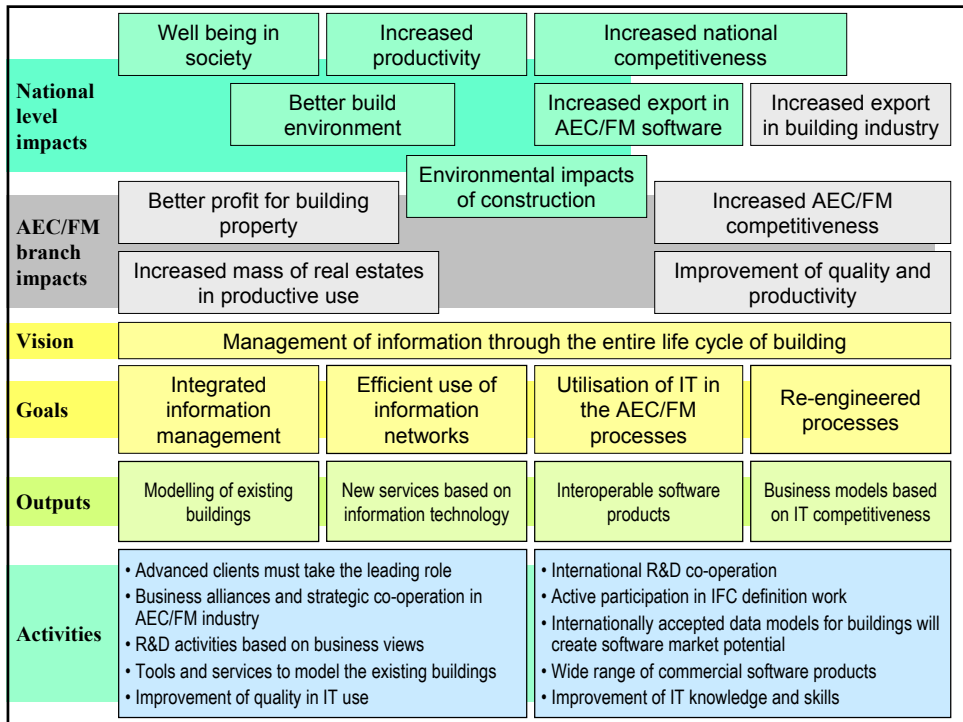 National
level
impacts
Well being in
society
Increased
productivity
Increased national
competitiveness
Better build
environment
Increased export in
AEC/FM software
Increased export
in building industry
Environmental impacts
of construction
AEC/FM
branch
impacts
Better profit for building
property
Increased AEC/FM
competitiveness
Increased mass of real estates
in productive use
Improvement of quality and
productivity
Vision
Management of information through the entire life cycle of building
Goals
Integrated
information
management
Efficient use of
information
networks
Utilisation of IT in
the AEC/FM
processes
Re-engineered
processes
Outputs
Modelling of existing
buildings
New services based on
information technology
Interoperable software
products
Business models based
on IT competitiveness
Activities
• Advanced clients must take the leading role
• Business alliances and strategic co-operation in
AEC/FM industry
• R&D activities based on business views
• Tools and services to model the existing buildings
• Improvement of quality in IT use
• International R&D co-operation
• Active participation in IFC definition work
• Internationally accepted data models for buildings will
create software market potential
• Wide range of commercial software products
• Improvement of IT knowledge and skills